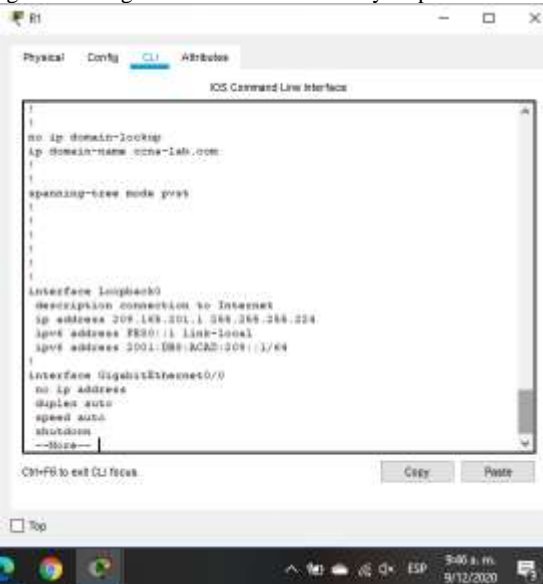 R1
Physical Config CLI Attributes
IOS Command Line Interface
!
!
no ip domain-lookup
ip domain-name ccna-lab.com
!
!
spanning-tree mode pvst
!
!
!
!
!
!
interface Loopback0
description connection to Internet
ip address 209.165.201.1 255.255.255.224
ipv6 address FE80::1 link-local
ipv6 address 2001:DB8:ACAD:209::1/64
!
interface GigabitEthernet0/0
no ip address
duplex auto
speed auto
shutdown
--More--
Ctrl+F6 to exit CLI focus
Copy Paste
Top
ESP
9:46 a. m.
9/12/2020